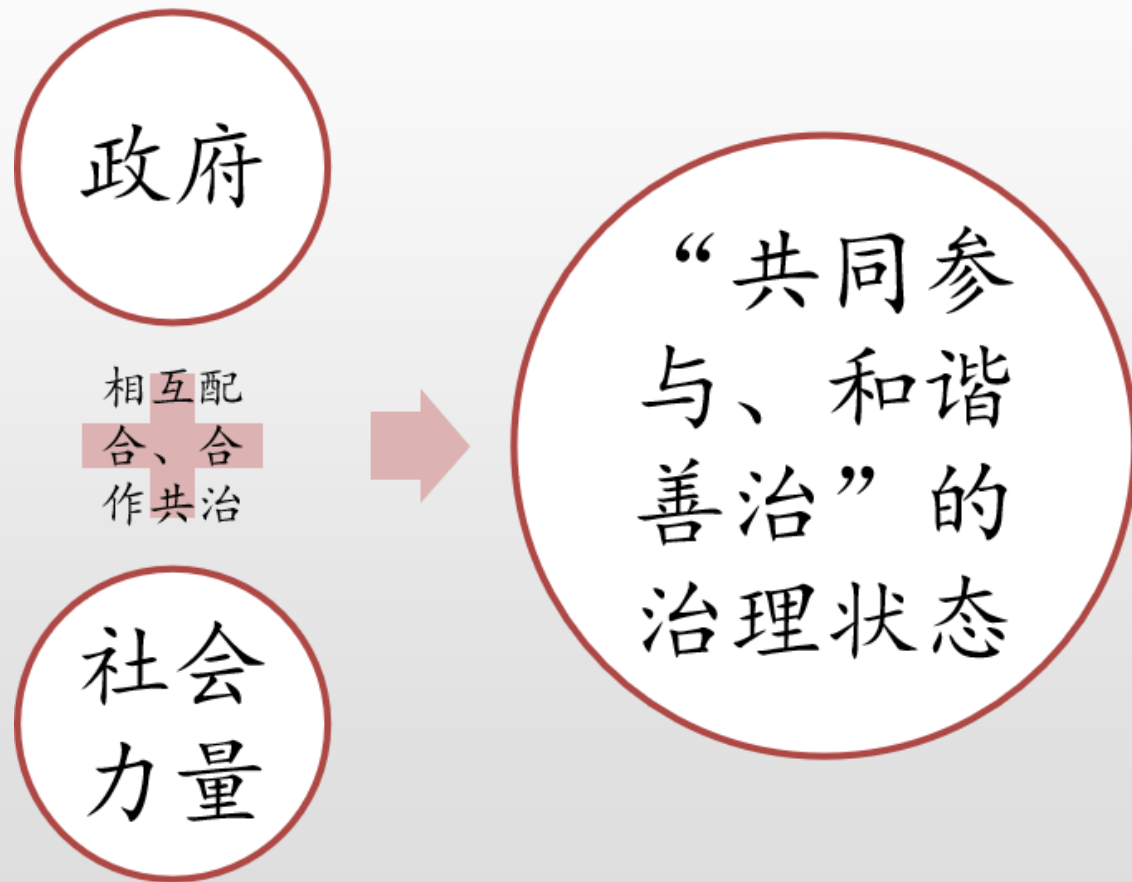 政府
相互配
合、合
作共治
社会
力量
“共同参
与、和谐
善治”的
治理状态